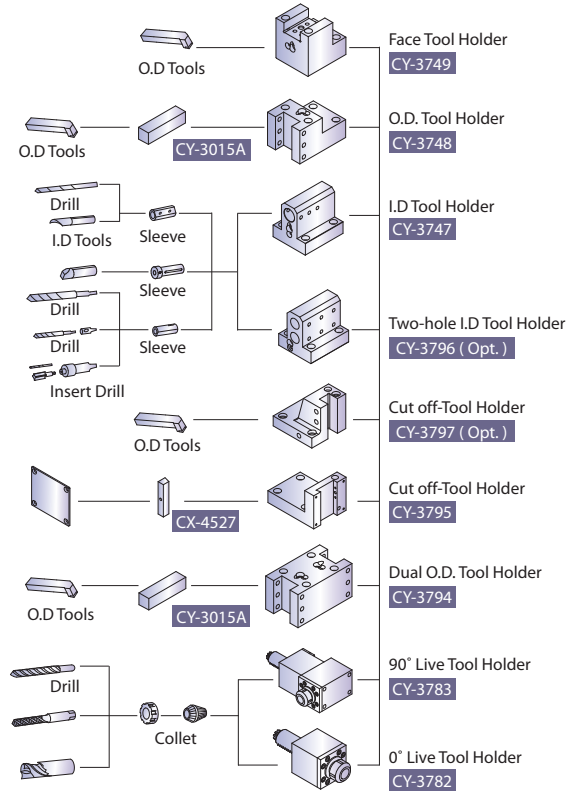 Face Tool Holder
CY-3749
O.D Tools
O.D. Tool Holder
CY-3748
O.D Tools
CY-3015A
I.D Tool Holder
CY-3747
Drill
I.D Tools
Sleeve
Sleeve
Drill
Drill
Sleeve
Insert Drill
Two-hole I.D Tool Holder
CY-3796 ( Opt. )
Cut off-Tool Holder
CY-3797 ( Opt. )
O.D Tools
Cut off-Tool Holder
CY-3795
CX-4527
Dual O.D. Tool Holder
CY-3794
O.D Tools
CY-3015A
90° Live Tool Holder
CY-3783
Drill
Collet
0° Live Tool Holder
CY-3782